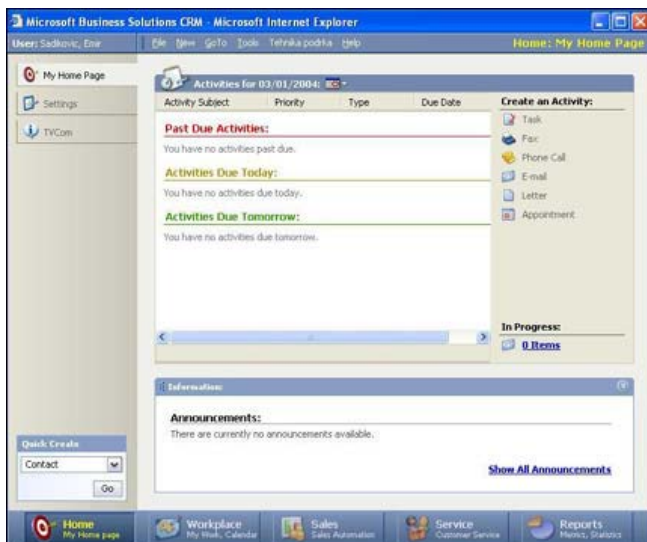 Microsoft Business Solutions CRM - Microsoft Internet Explorer
User: Sadikovic, Emir
File New GoTo Tools Tehnika podrka Help
Home: My Home Page
My Home Page
Settings
TVCom
Activities for 03/01/2004:
Activity Subject Priority Type Due Date
Past Due Activities:
You have no activities past due.
Activities Due Today:
You have no activities due today.
Activities Due Tomorrow:
You have no activities due tomorrow.
Create an Activity:
Task
Fax
Phone Call
E-mail
Letter
Appointment
In Progress:
0 Items
Information:
Announcements:
There are currently no announcements available.
Show All Announcements
Quick Create
Contact
Go
Home
My Home page
Workplace
My Work, Calendar
Sales
Sales Automation
Service
Customer Service
Reports
Metrics, Statistics